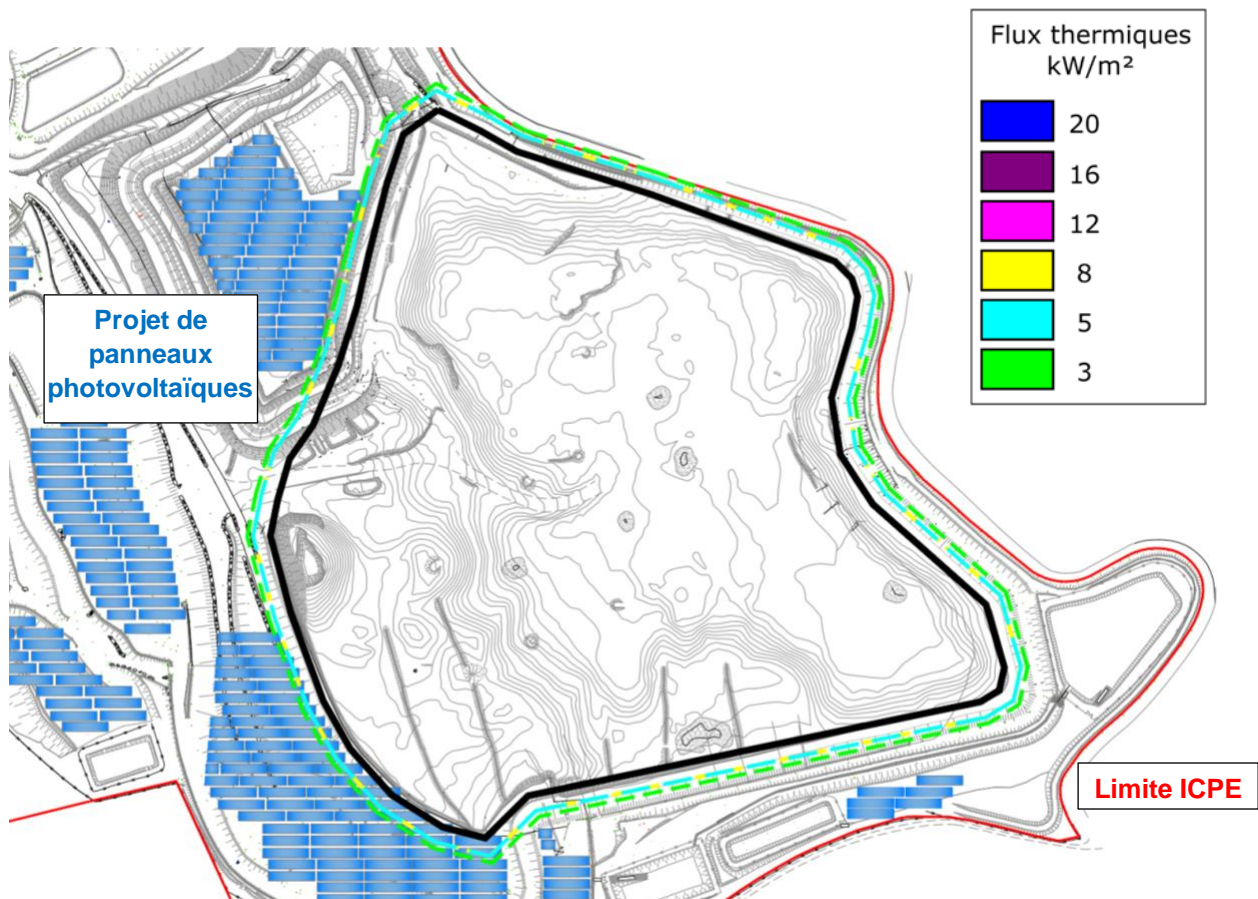 Flux thermiques
kW/m²
20
16
12
8
5
3
Projet de
panneaux
photovoltaïques
Limite ICPE